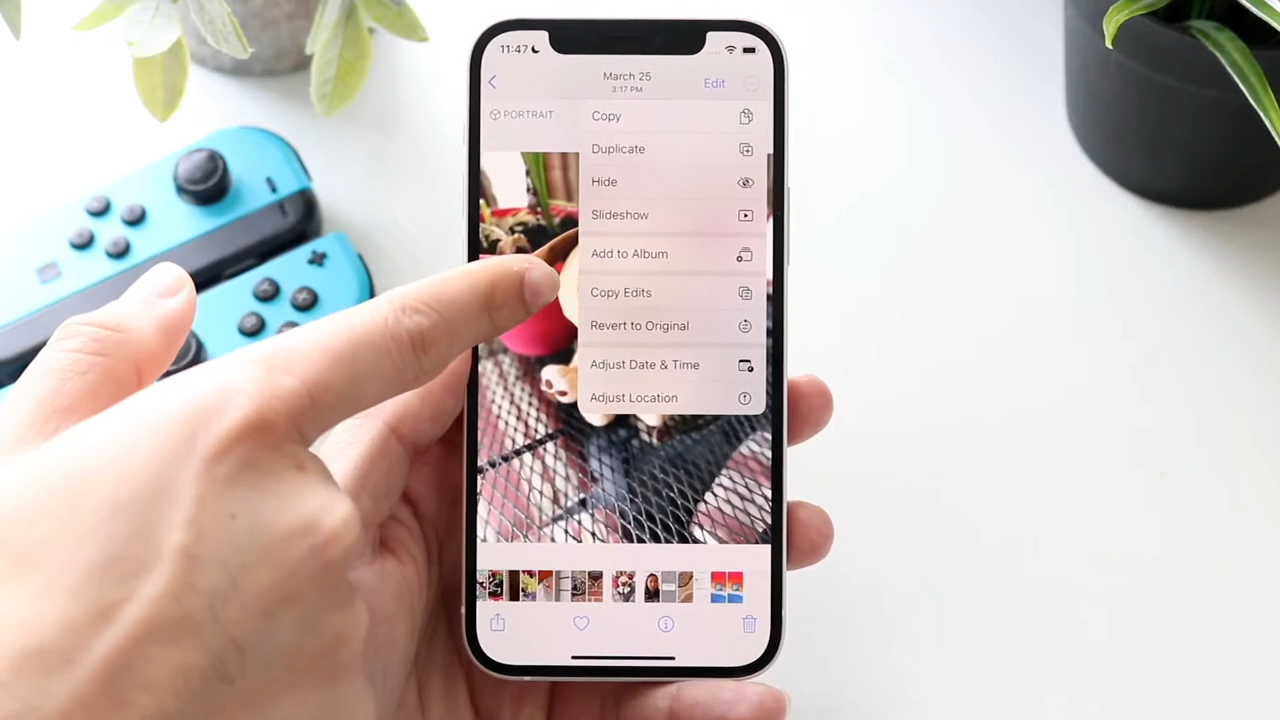 11:47
March 25
3:17 PM
Edit
PORTRAIT
Copy
Duplicate
Hide
Slideshow
Add to Album
Copy Edits
Revert to Original
Adjust Date & Time
Adjust Location